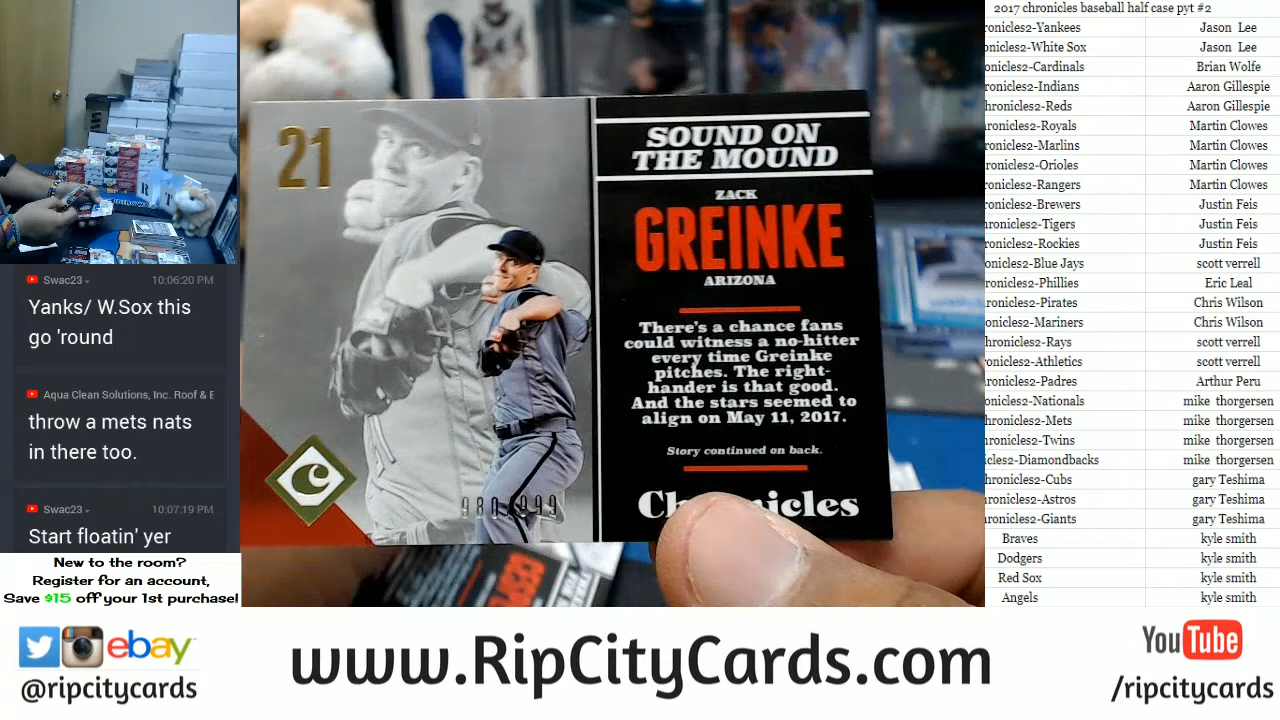 2017 chronicles baseball half case pyt #2
ronicles2-Yankees Jason Lee
onicles2-White Sox Jason Lee
ronicles2-Cardinals Brian Wolfe
ronicles2-Indians Aaron Gillespie
hronicles2-Reds Aaron Gillespie
ronicles2-Royals Martin Clowes
ronicles2-Marlins Martin Clowes
ronicles2-Orioles Martin Clowes
ronicles2-Rangers Martin Clowes
ronicles2-Brewers Justin Feis
ronicles2-Tigers Justin Feis
ronicles2-Rockies Justin Feis
ronicles2-Blue Jays scott verrell
ronicles2-Phillies Eric Leal
ronicles2-Pirates Chris Wilson
onicles2-Mariners Chris Wilson
hronicles2-Rays scott verrell
onicles2-Athletics scott verrell
ronicles2-Padres Arthur Peru
onicles2-Nationals mike thorgersen
hronicles2-Mets mike thorgersen
ronicles2-Twins mike thorgersen
icles2-Diamondbacks mike thorgersen
hronicles2-Cubs gary Teshima
ronicles2-Astros gary Teshima
ronicles2-Giants gary Teshima
Braves kyle smith
Dodgers kyle smith
Red Sox kyle smith
Angels kyle smith
21
SOUND ON
THE MOUND
ZACK
GREINKE
ARIZONA
There's a chance fans
could witness a no-hitter
every time Greinke
pitches. The right-
hander is that good.
And the stars seemed to
align on May 11, 2017.
Story continued on back.
C
980/999
Swac23 10:06:20 PM
Yanks/ W.Sox this
go 'round
Aqua Clean Solutions, Inc. Roof & E
throw a mets nats
in there too.
Swac23 10:07:19 PM
Start floatin' yer
New to the room?
Register for an account,
Save $15 off your 1st purchase!
ebay
@ripcitycards
www.RipCityCards.com
YouTube
/ripcitycards